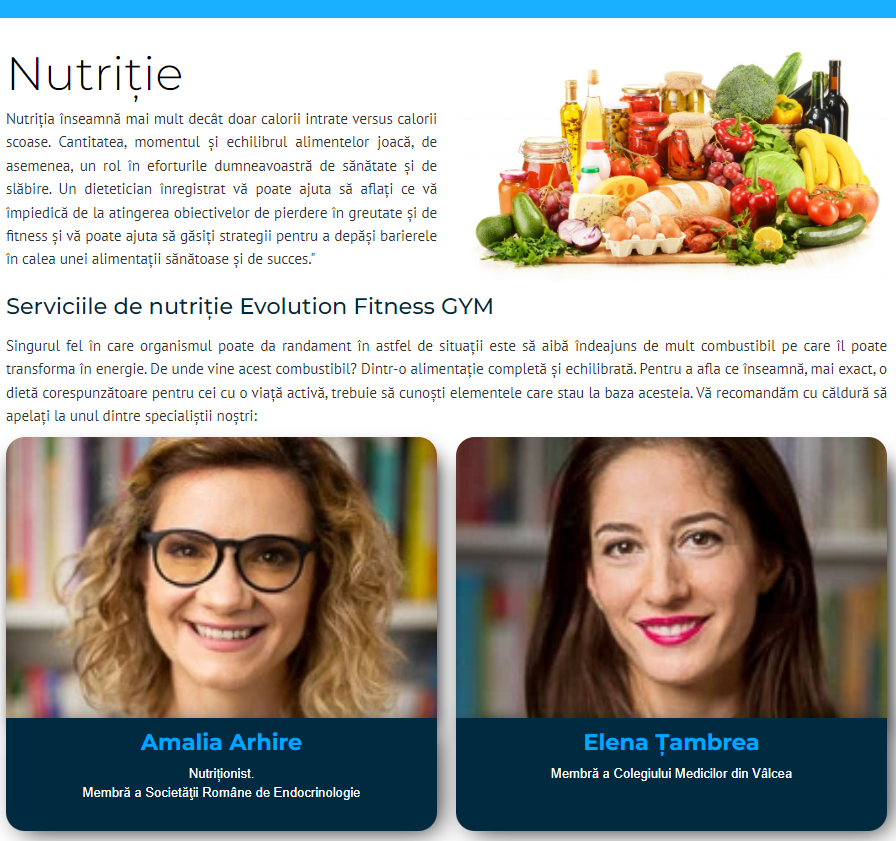 Nutriție
Nutriția înseamnă mai mult decât doar calorii intrate versus calorii
scoase. Cantitatea, momentul și echilibrul alimentelor joacă, de
asemenea, un rol în eforturile dumneavoastră de sănătate și de
slăbire. Un dietetician înregistrat vă poate ajuta să aflați ce vă
împiedică de la atingerea obiectivelor de pierdere în greutate și de
fitness și vă poate ajuta să găsiți strategii pentru a depăși barierele
în calea unei alimentații sănătoase și de succes."
Serviciile de nutriție Evolution Fitness GYM
Singurul fel în care organismul poate da randament în astfel de situații este să aibă îndeajuns de mult combustibil pe care îl poate
transforma în energie. De unde vine acest combustibil? Dintr-o alimentație completă și echilibrată. Pentru a afla ce înseamnă, mai exact, o
dietă corespunzătoare pentru cei cu o viață activă, trebuie să cunoști elementele care stau la baza acesteia. Vă recomandăm cu căldură să
apelați la unul dintre specialiștii noștri:
Amalia Arhire
Nutriționist.
Membră a Societăţii Române de Endocrinologie
Elena Țambrea
Membră a Colegiului Medicilor din Vâlcea